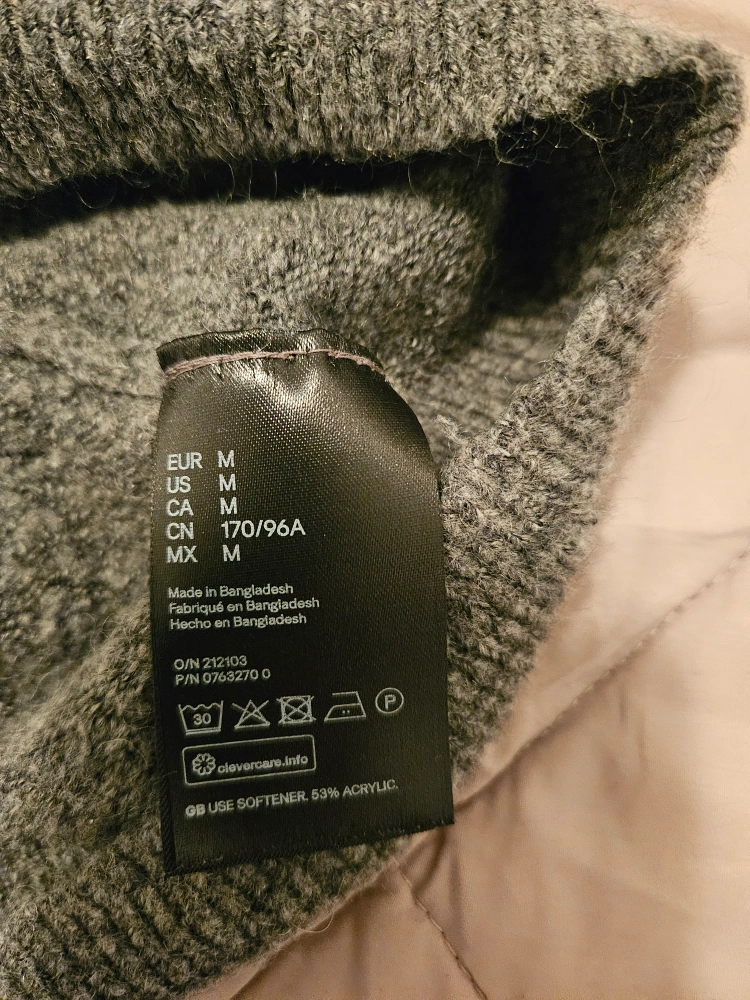 EUR M
US M
CA M
CN 170/96A
MX M
Made in Bangladesh
Fabriqué en Bangladesh
Hecho en Bangladesh
O/N 212103
P/N 0763270 0
30 P
clevercare.info
GB USE SOFTENER. 53% ACRYLIC.